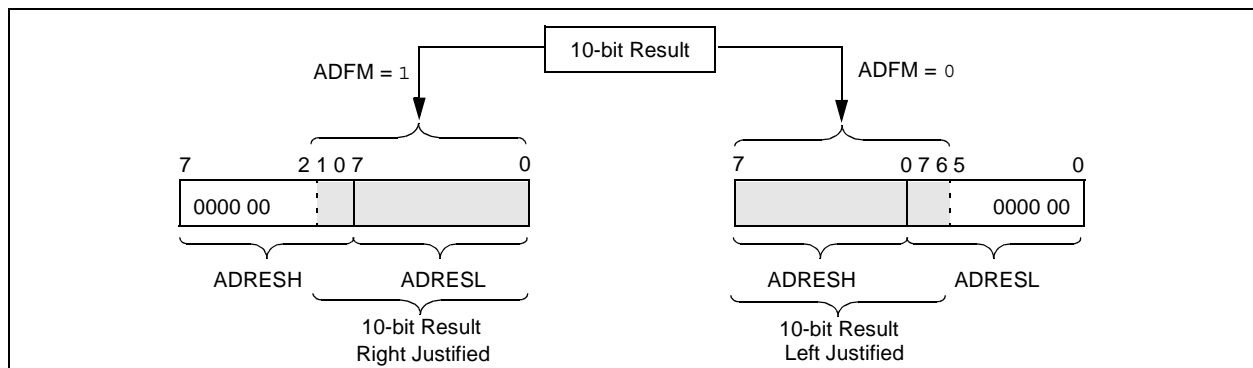 10-bit Result
ADFM = 1
ADFM = 0
7 2 1 0 7 0
7 0 7 6 5 0
0000 00
0000 00
ADRESH ADRESL
ADRESH ADRESL
10-bit Result
Right Justified
10-bit Result
Left Justified